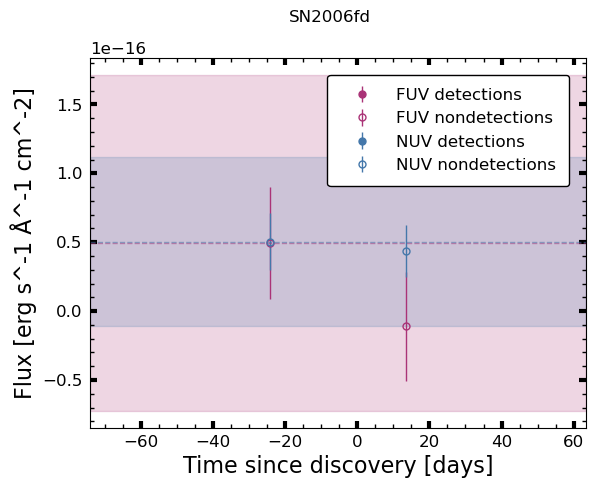 SN2006fd
1e−16
FUV detections
FUV nondetections
NUV detections
NUV nondetections
1.5
1.0
0.5
0.0
−0.5
Flux [erg s^-1 Å^-1 cm^-2]
−60 −40 −20 0 20 40 60
Time since discovery [days]